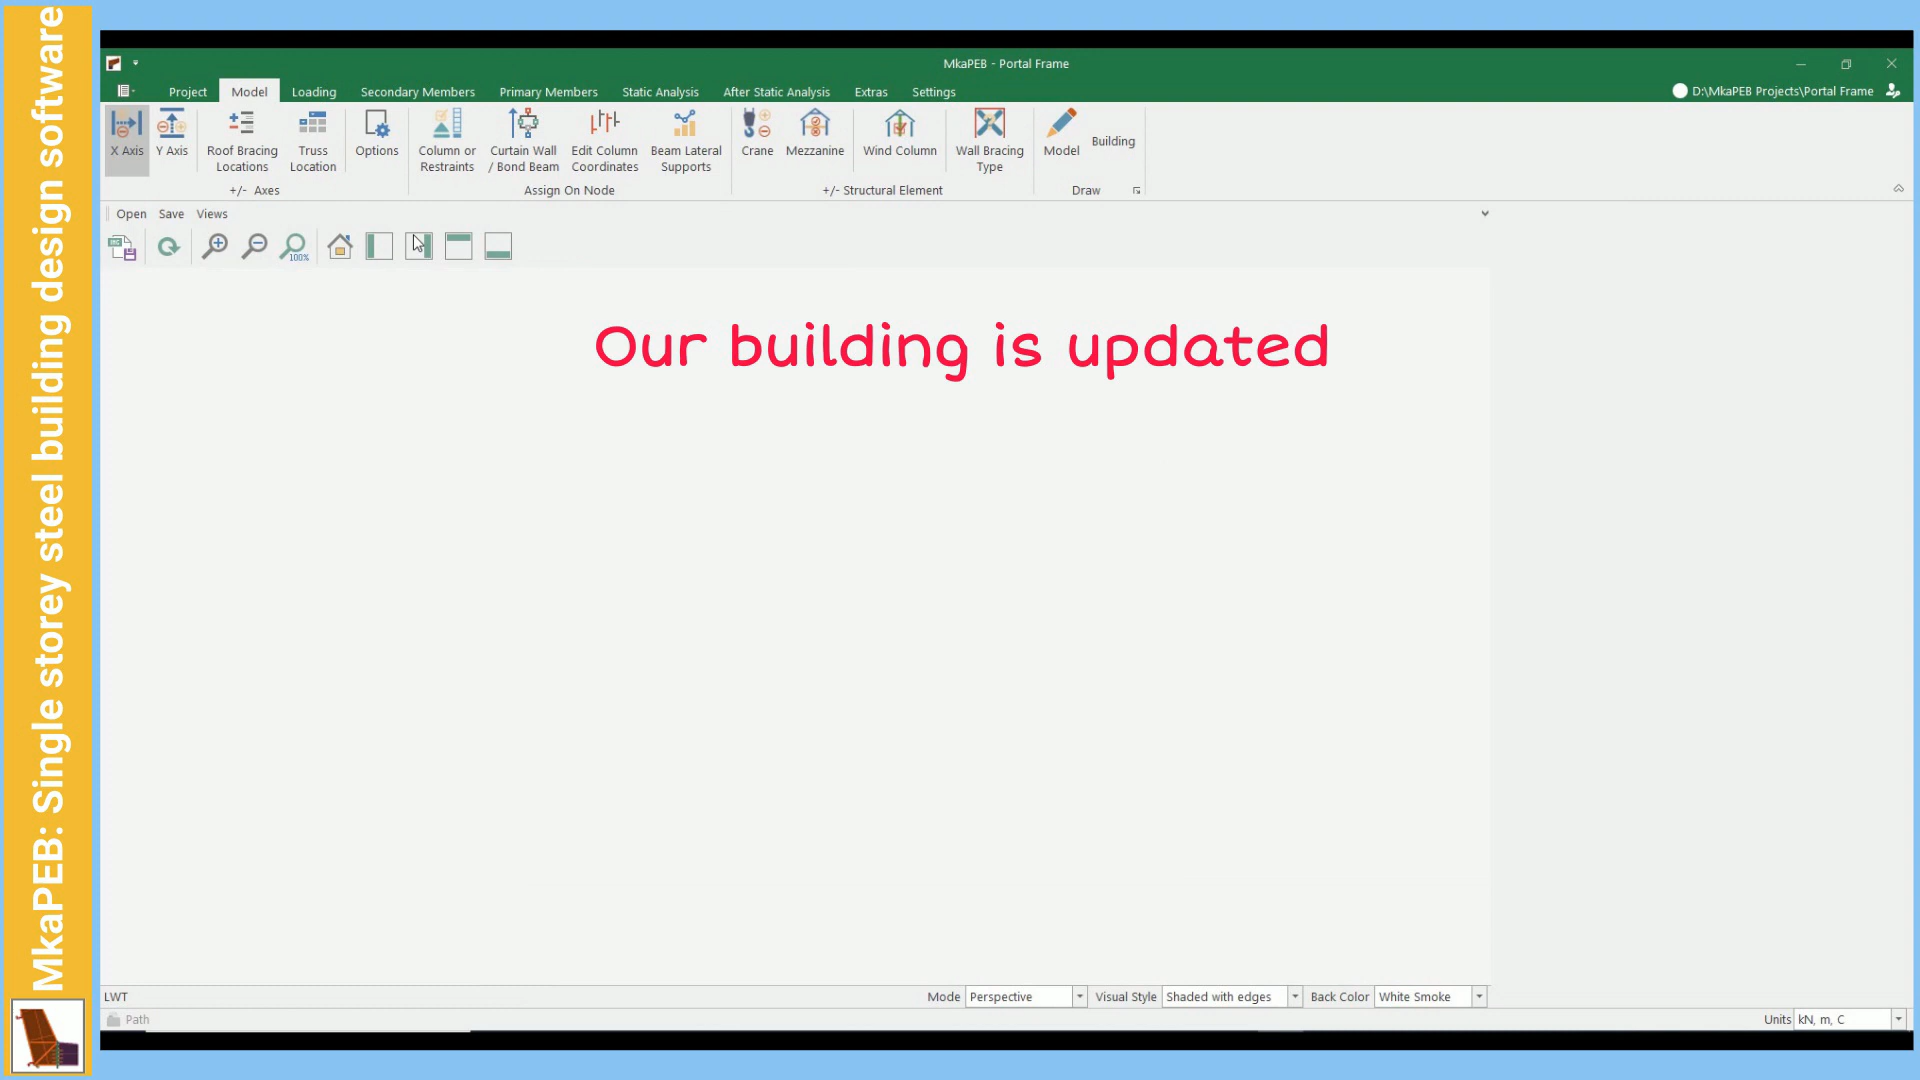 MkaPEB: Single storey steel building design software
MkaPEB - Portal Frame
Project Model Loading Secondary Members Primary Members Static Analysis After Static Analysis Extras Settings D:\MkaPEB Projects\Portal Frame
X Axis Y Axis Roof Bracing Locations Truss Location Options Column or Restraints Curtain Wall / Bond Beam Edit Column Coordinates Beam Lateral Supports Crane Mezzanine Wind Column Wall Bracing Type Model Building
+/- Axes Assign On Node +/- Structural Element Draw
Open Save Views
100%
Our building is updated
LWT Mode Perspective Visual Style Shaded with edges Back Color White Smoke
Path Units kN, m, C